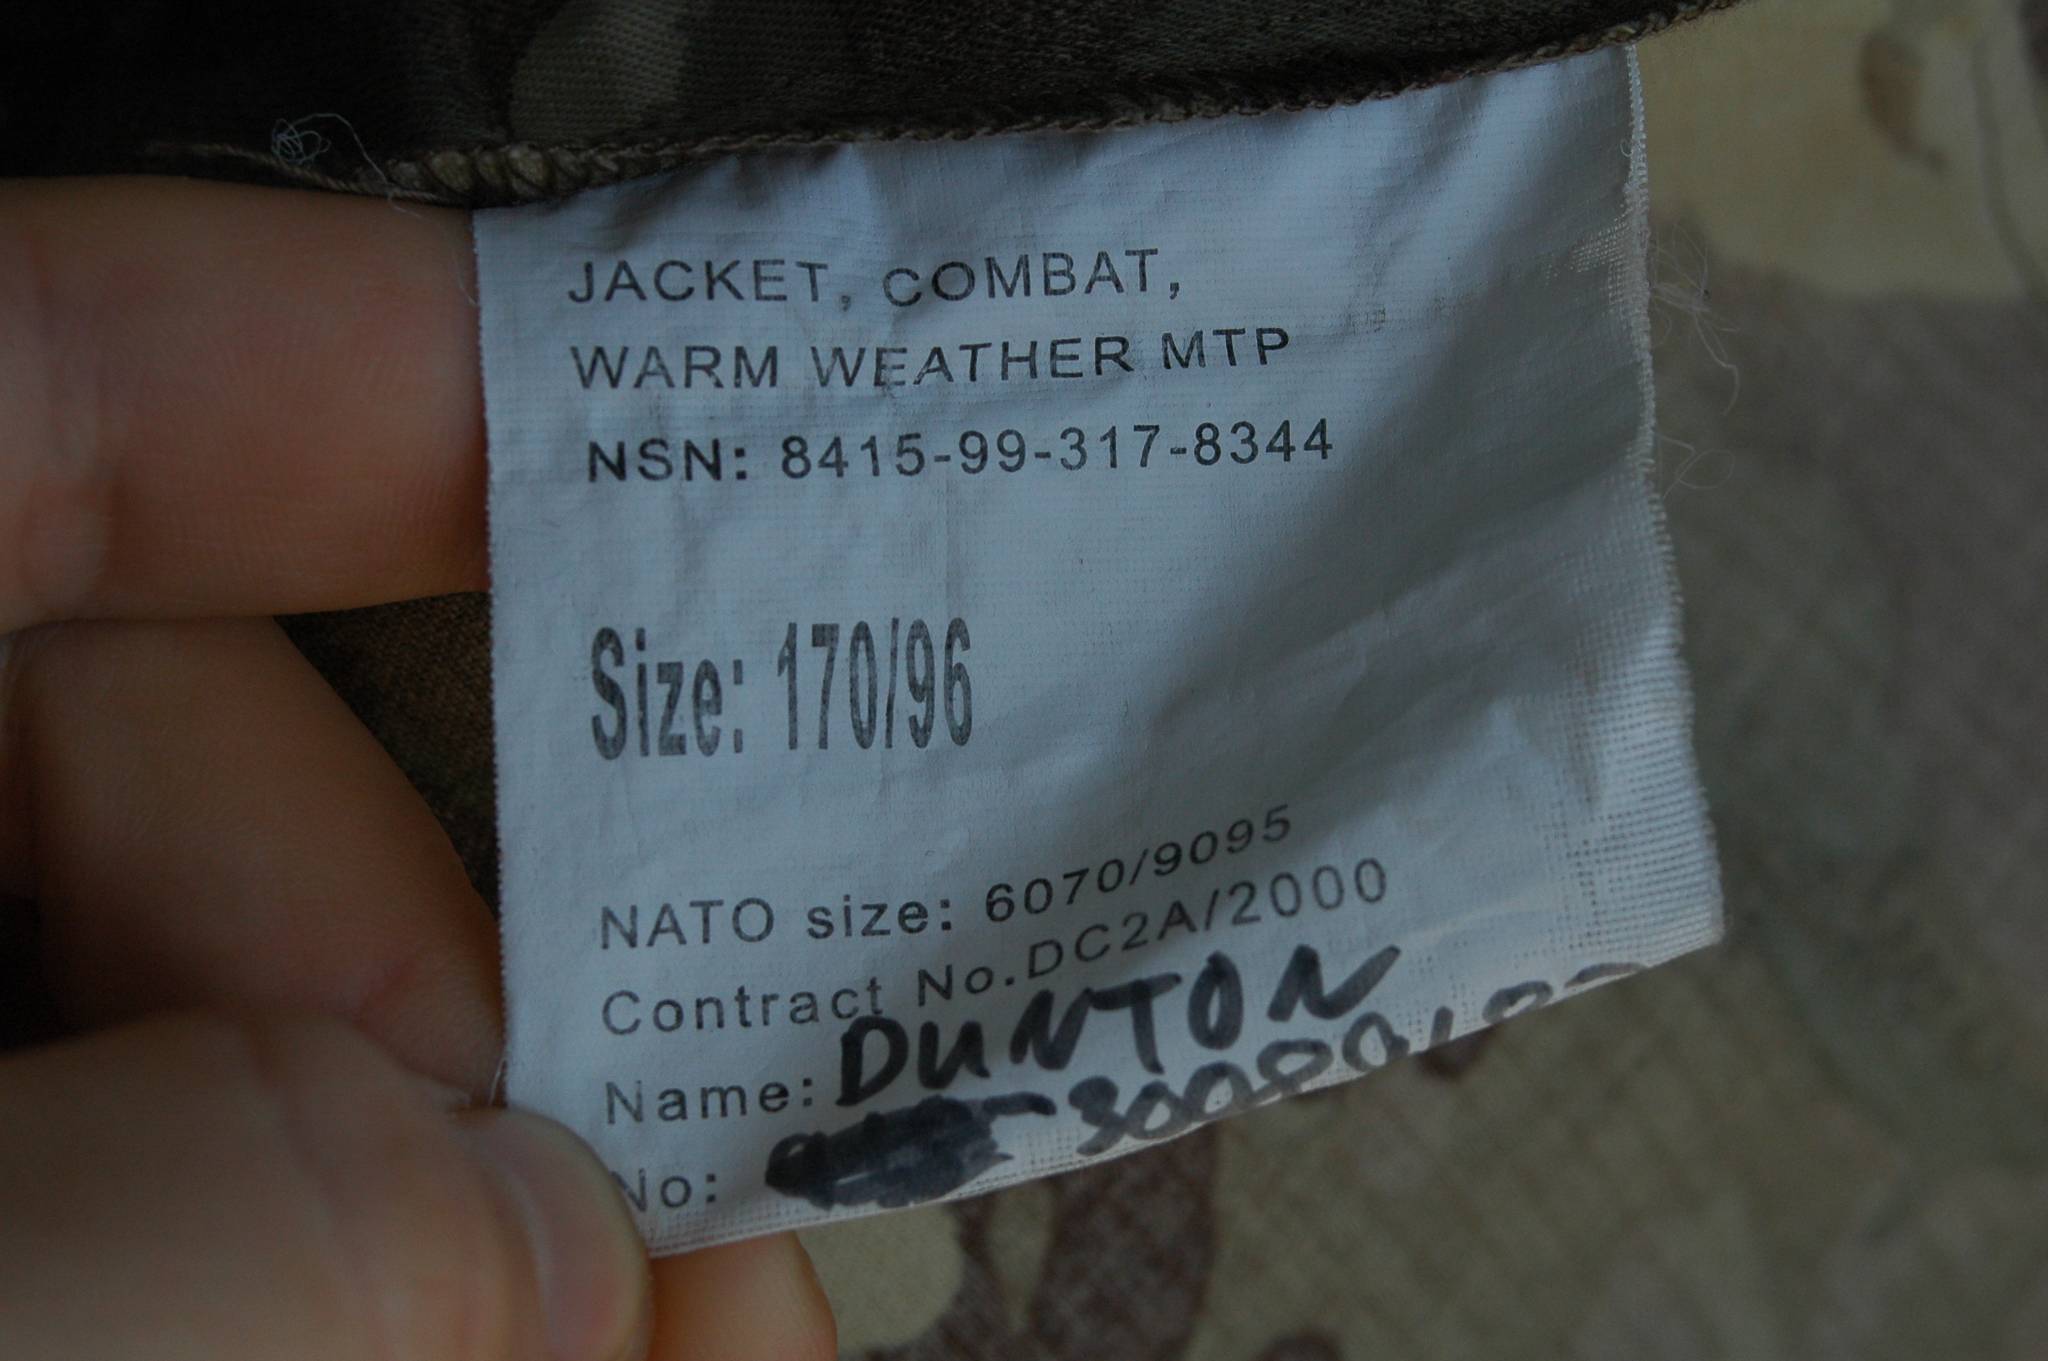 JACKET, COMBAT,
WARM WEATHER MTP
NSN: 8415-99-317-8344
Size: 170/96
NATO size: 6070/9095
Contract No.DC2A/2000
Name: DUNTON
No: